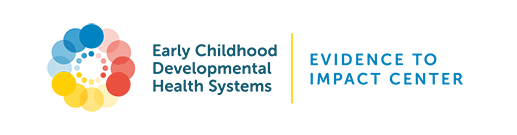 Early Childhood
Developmental
Health Systems
EVIDENCE TO
IMPACT CENTER